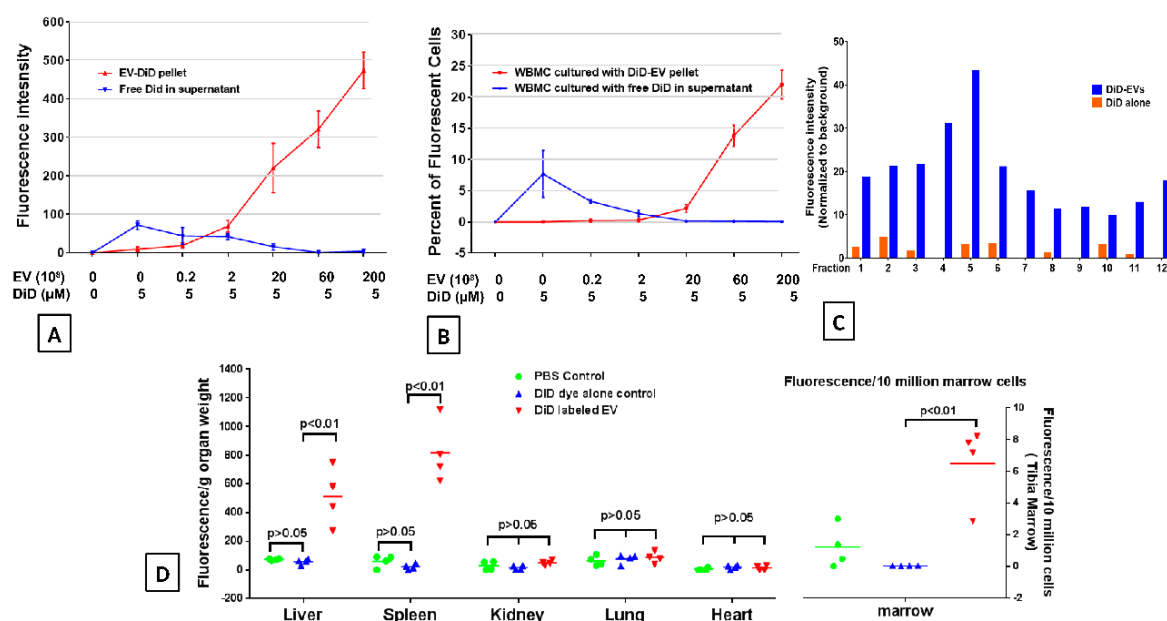 600
500
400
300
200
100
0
Fluorescence intesnsity
EV-DiD pellet
Free Did in supernatant
EV (10⁸) 0 0 0.2 2 20 60 200
DiD (µM) 0 5 5 5 5 5 5
A
30
25
20
15
10
5
0
-5
Percent of Fluorescent Cells
WBMC cultured with DiD-EV pellet
WBMC cultured with free DiD in supernatant
EV (10⁸) 0 0 0.2 2 20 60 200
DiD (µM) 0 5 5 5 5 5 5
B
50
40
30
20
10
0
Fluorescence intesnsity
(Normalized to background)
DiD-EVs
DiD alone
Fraction 1 2 3 4 5 6 7 8 9 10 11 12
C
1400
1200
1000
800
600
400
200
0
-200
Fluorescence/g organ weight
PBS Control
DID dye alone control
DiD labeled EV
p<0.01
p<0.01
p>0.05
p>0.05
p>0.05
p>0.05
p>0.05
Liver Spleen Kidney Lung Heart
D
Fluorescence/10 million marrow cells
p<0.01
10
8
6
4
2
0
-2
Fluorescence/10 million cells
( Tibia Marrow)
marrow